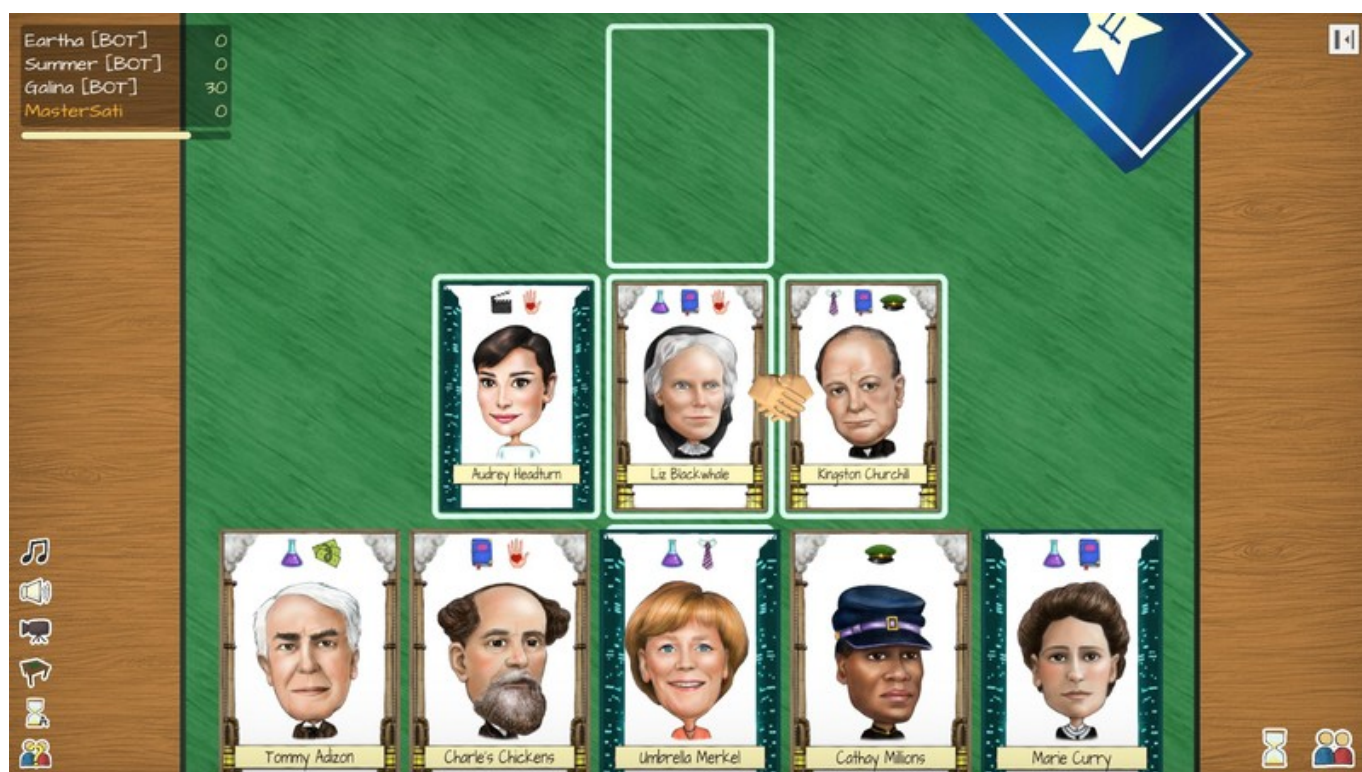 Eartha [BOT] 0
Summer [BOT] 0
Galina [BOT] 30
MasterSati 0
Audrey Headturn
Liz Blackwhale
Kingston Churchill
Tommy Adizon
Charle's Chickens
Umbrella Merkel
Cathay Millions
Marie Curry